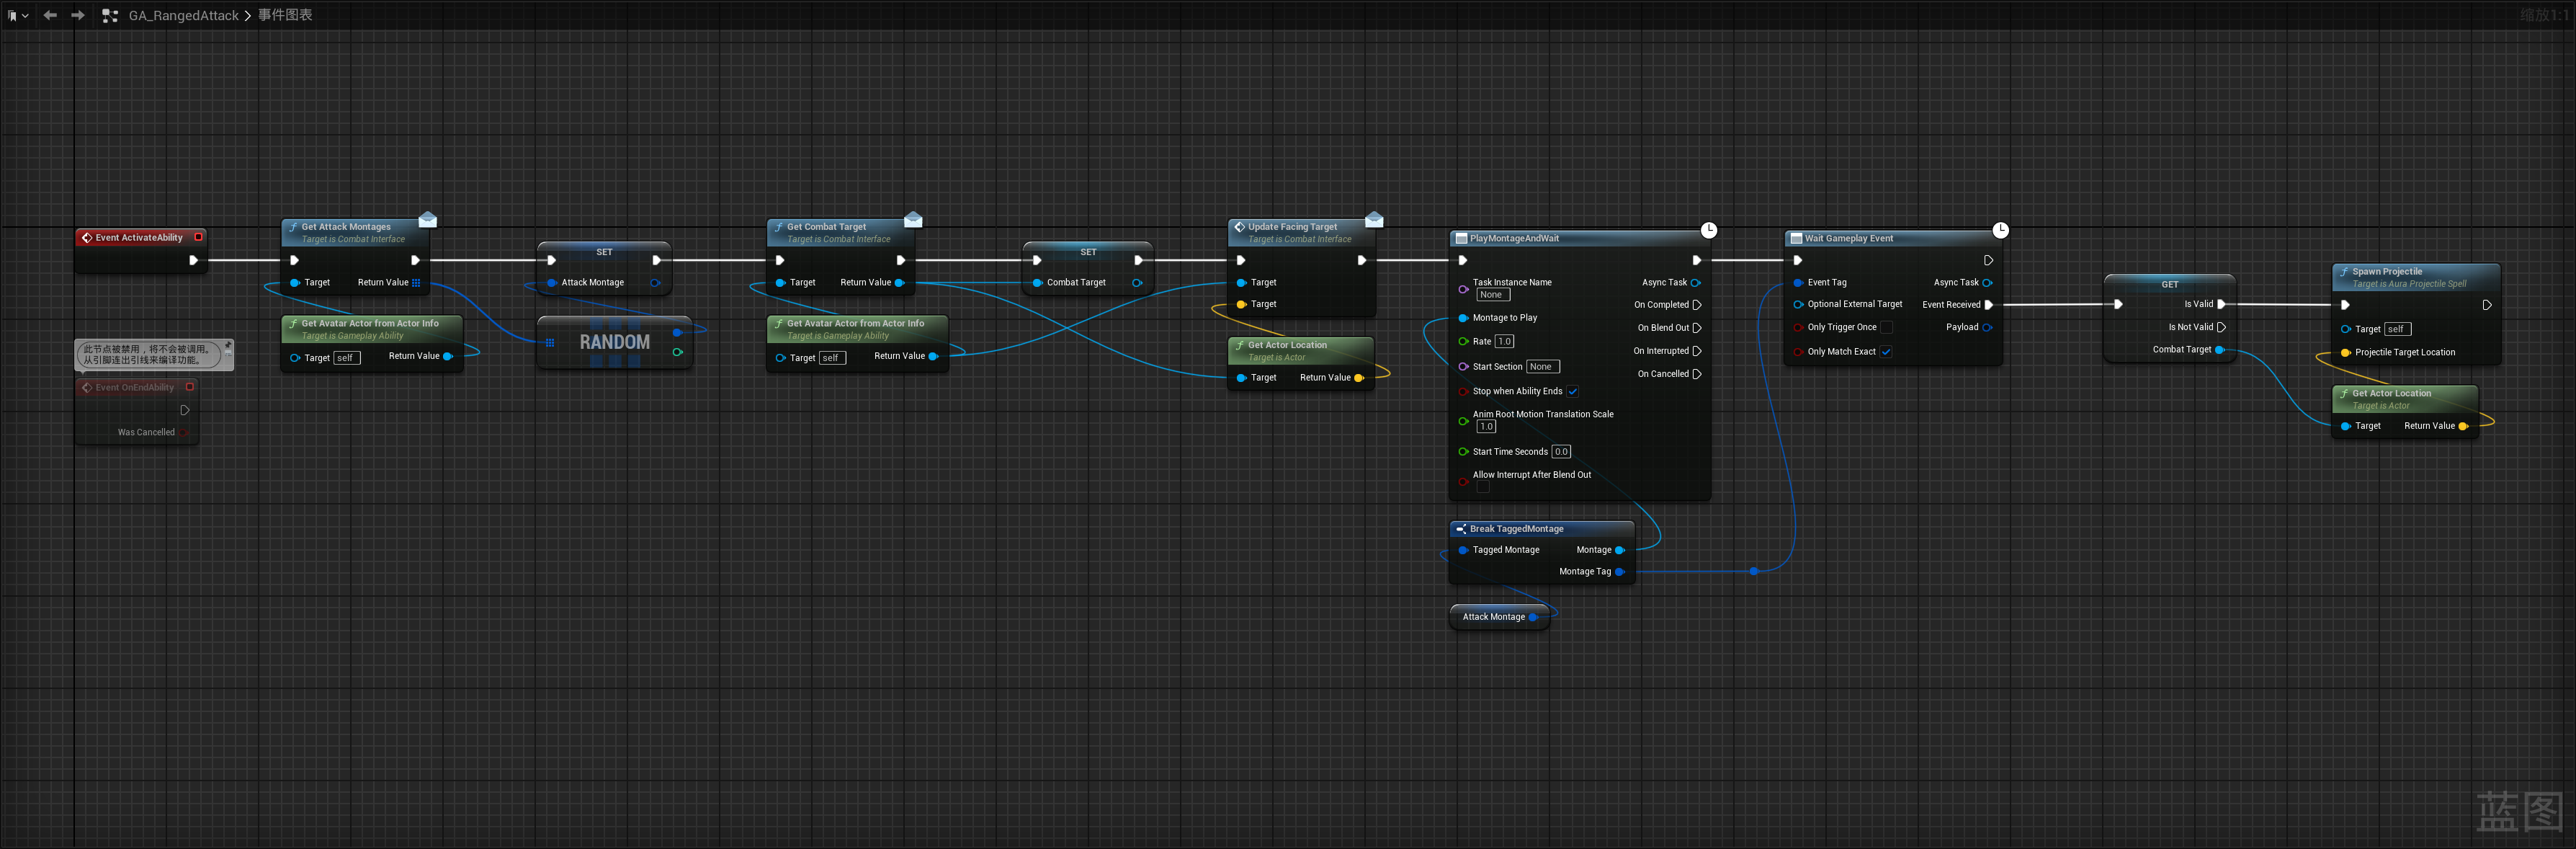 GA_RangedAttack > 事件图表
缩放1:1
Event ActivateAbility
Get Attack Montages
Target is Combat Interface
Target
Return Value
Get Avatar Actor from Actor Info
Target is Gameplay Ability
Target self
Return Value
此节点被禁用，将不会被调用。
从引脚连出引线来编译功能。
Event OnEndAbility
Was Cancelled
SET
Attack Montage
RANDOM
Get Combat Target
Target is Combat Interface
Target
Return Value
Get Avatar Actor from Actor Info
Target is Gameplay Ability
Target self
Return Value
SET
Combat Target
Update Facing Target
Target is Combat Interface
Target
Target
Get Actor Location
Target is Actor
Target
Return Value
PlayMontageAndWait
Task Instance Name
None
Async Task
On Completed
Montage to Play
On Blend Out
Rate 1.0
On Interrupted
Start Section None
On Cancelled
Stop when Ability Ends
Anim Root Motion Translation Scale
1.0
Start Time Seconds 0.0
Allow Interrupt After Blend Out
Break TaggedMontage
Tagged Montage
Montage
Montage Tag
Attack Montage
Wait Gameplay Event
Event Tag
Async Task
Optional External Target
Event Received
Only Trigger Once
Payload
Only Match Exact
GET
Is Valid
Is Not Valid
Combat Target
Spawn Projectile
Target is Aura Projectile Spell
Target self
Projectile Target Location
Get Actor Location
Target is Actor
Target
Return Value
蓝图